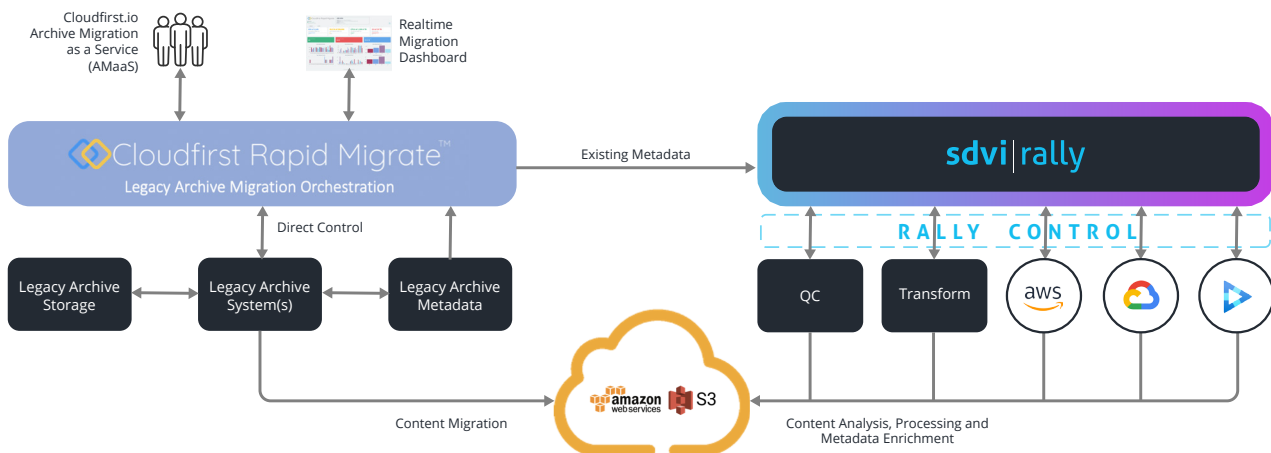 Cloudfirst.io
Archive Migration
as a Service
(AMaaS)
Realtime
Migration
Dashboard
Cloudfirst Rapid Migrate™
Legacy Archive Migration Orchestration
Existing Metadata
sdvi|rally
Direct Control
RALLY CONTROL
Legacy Archive
Storage
Legacy Archive
System(s)
Legacy Archive
Metadata
QC
Transform
aws
amazon
webservices
S3
Content Migration
Content Analysis, Processing and
Metadata Enrichment